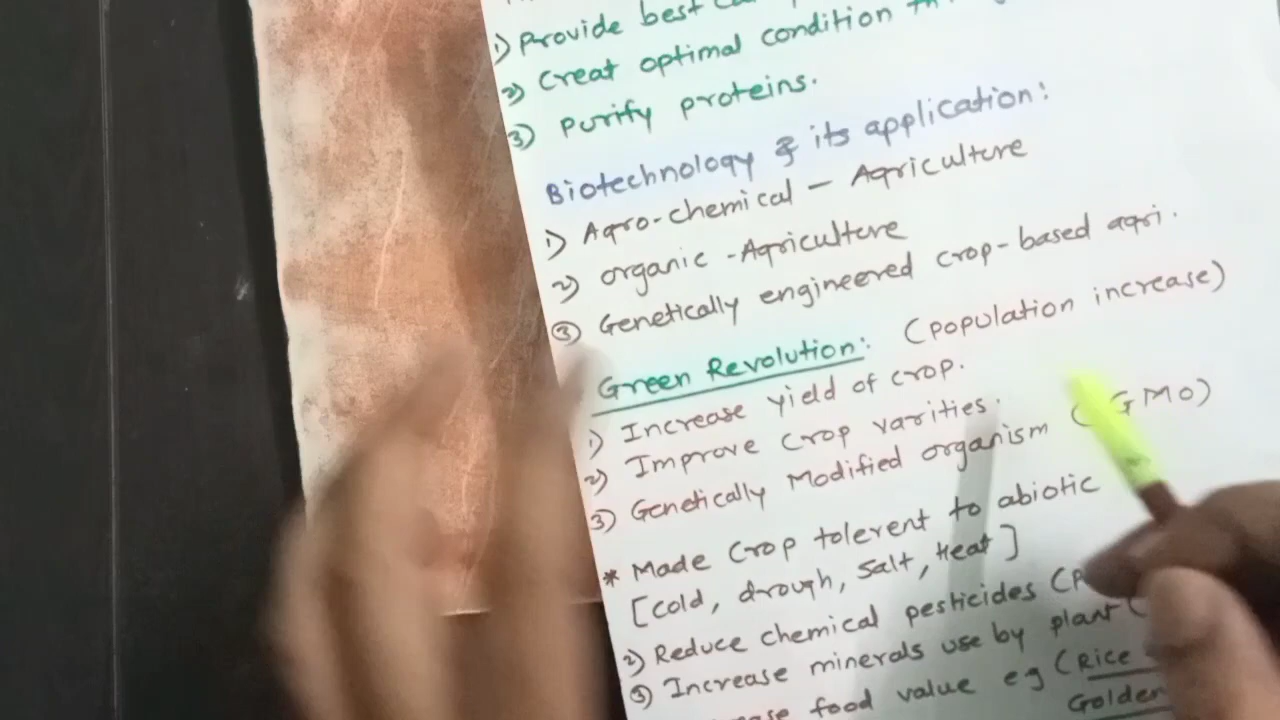 1) Provide best
2) Creat optimal condition
3) Purify proteins.
Biotechnology & its application:
1) Agro-chemical - Agriculture
2) organic - Agriculture
3) Genetically engineered crop-based agri.
Green Revolution: (population increase)
1) Increase yield of crop.
2) Improve crop varities.
3) Genetically Modified organism (GMO)
* Made Crop tolerent to abiotic
[cold, drough, salt, Heat]
2) Reduce chemical pesticides (P
3) Increase minerals use by plant (
food value eg (Rice
Golden